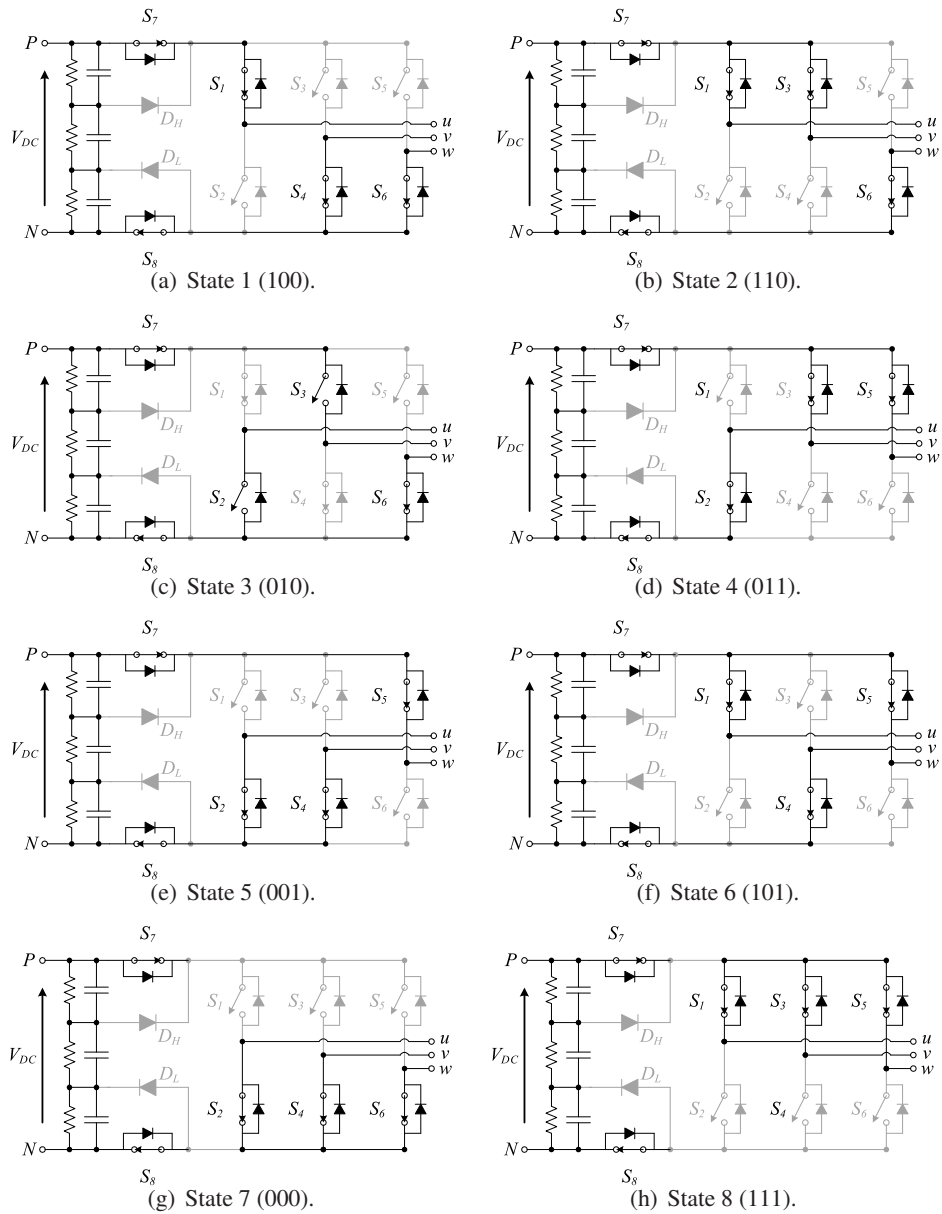 S7
P
S1
S3
S5
DH
u
v
w
VDC
DL
S2
S4
S6
N
S8
(a) State 1 (100).
S7
P
S1
S3
S5
DH
u
v
w
VDC
DL
S2
S4
S6
N
S8
(b) State 2 (110).
S7
P
S1
S3
S5
DH
u
v
w
VDC
DL
S2
S4
S6
N
S8
(c) State 3 (010).
S7
P
S1
S3
S5
DH
u
v
w
VDC
DL
S2
S4
S6
N
S8
(d) State 4 (011).
S7
P
S1
S3
S5
DH
u
v
w
VDC
DL
S2
S4
S6
N
S8
(e) State 5 (001).
S7
P
S1
S3
S5
DH
u
v
w
VDC
DL
S2
S4
S6
N
S8
(f) State 6 (101).
S7
P
S1
S3
S5
DH
u
v
w
VDC
DL
S2
S4
S6
N
S8
(g) State 7 (000).
S7
P
S1
S3
S5
DH
u
v
w
VDC
DL
S2
S4
S6
N
S8
(h) State 8 (111).